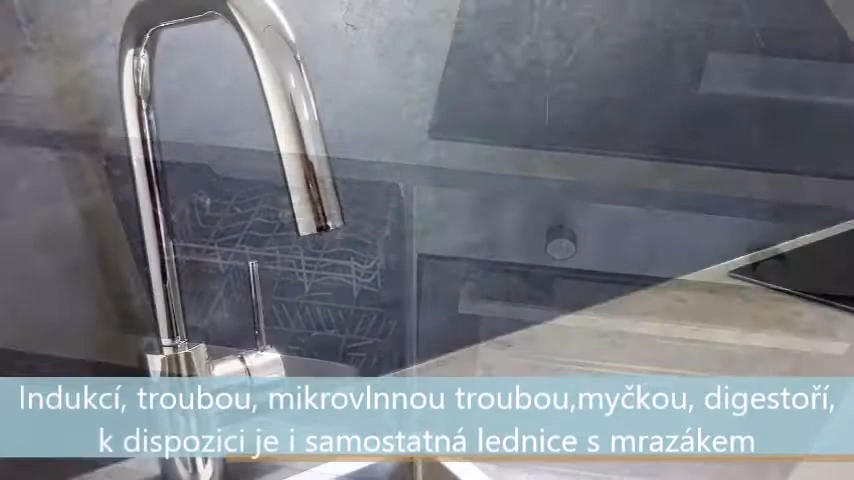 Indukcí, troubou, mikrovlnnou troubou,myčkou, digestoří,
k dispozici je i samostatná lednice s mrazákem